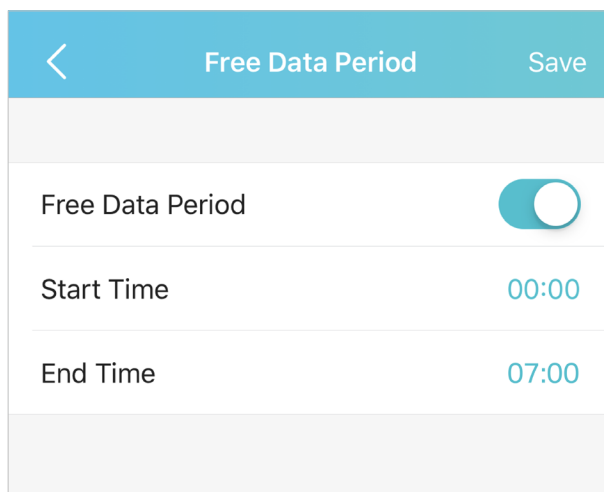 Free Data Period Save
Free Data Period
Start Time 00:00
End Time 07:00